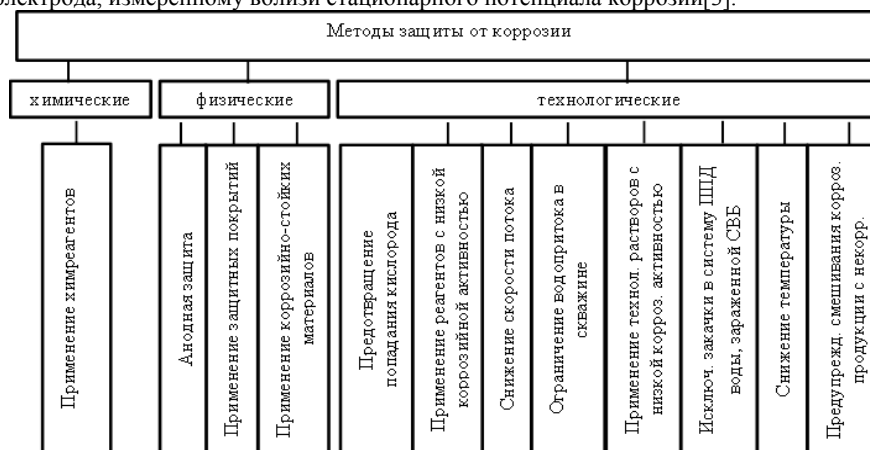 электрода, измеренному вблизи стационарного потенциала коррозии[3].
Методы защиты от коррозии
химические
физические
технологические
Применение химреагентов
Анодная защита
Применение защитных покрытий
Применение коррозийно-стойких
материалов
Предотвращение
попадания кислорода
Применение реагентов с низкой
коррозийной активностью
Снижение скорости потока
Ограничение водопритока в
скважине
Применение технол. растворов с
низкой корроз. активностью
Исключ. закачки в систему ППД
воды, зараженной СВБ
Снижение температуры
Предупрежд. смешивания корроз.
продукции с некорр.